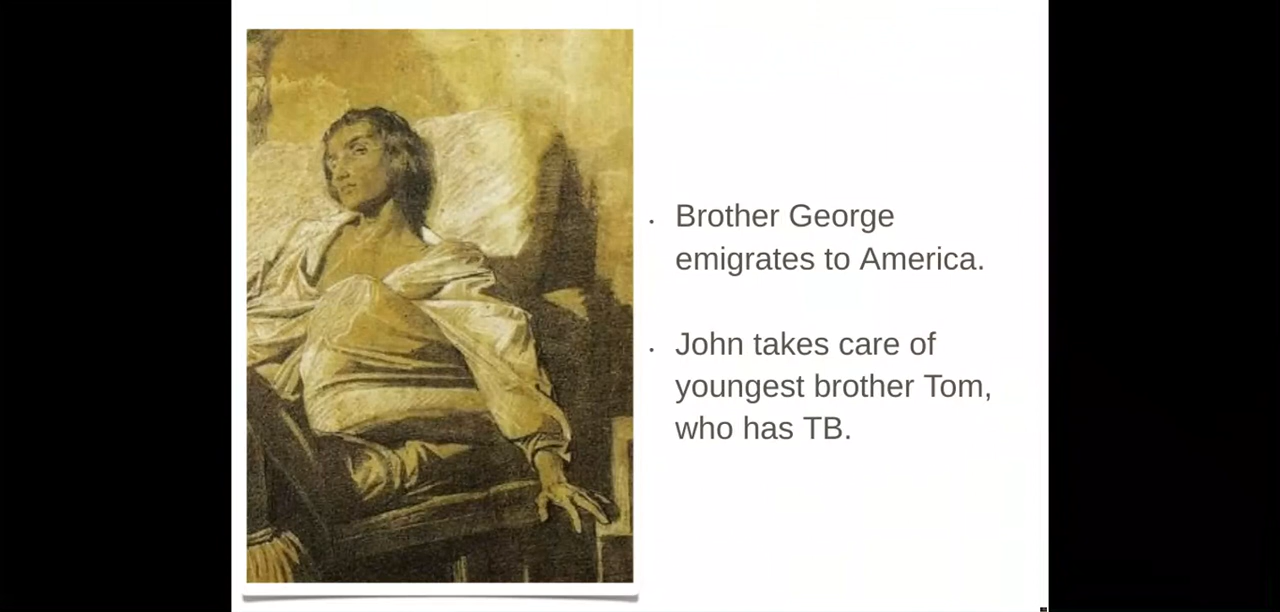 Brother George
emigrates to America.
John takes care of
youngest brother Tom,
who has TB.